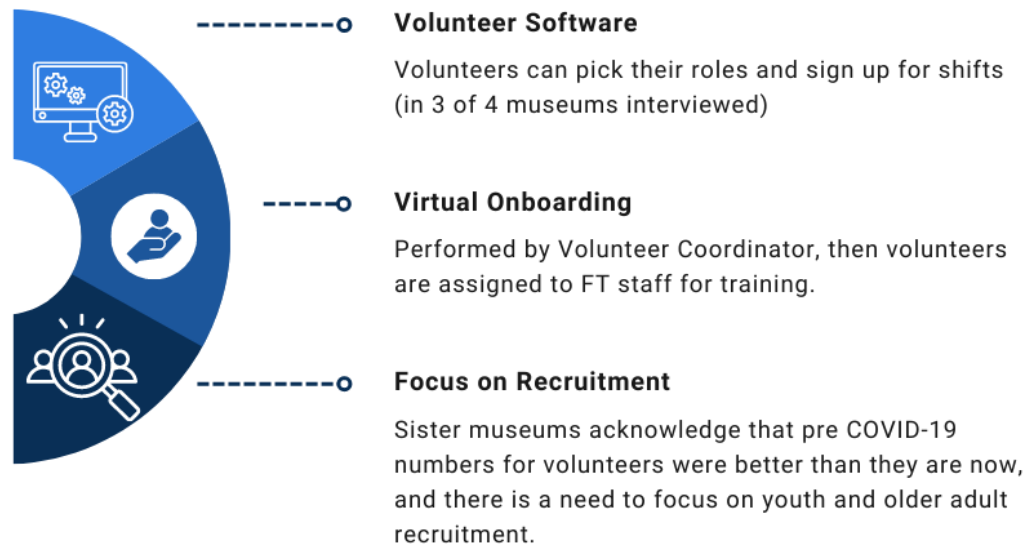 Volunteer Software
Volunteers can pick their roles and sign up for shifts
(in 3 of 4 museums interviewed)
Virtual Onboarding
Performed by Volunteer Coordinator, then volunteers
are assigned to FT staff for training.
Focus on Recruitment
Sister museums acknowledge that pre COVID-19
numbers for volunteers were better than they are now,
and there is a need to focus on youth and older adult
recruitment.